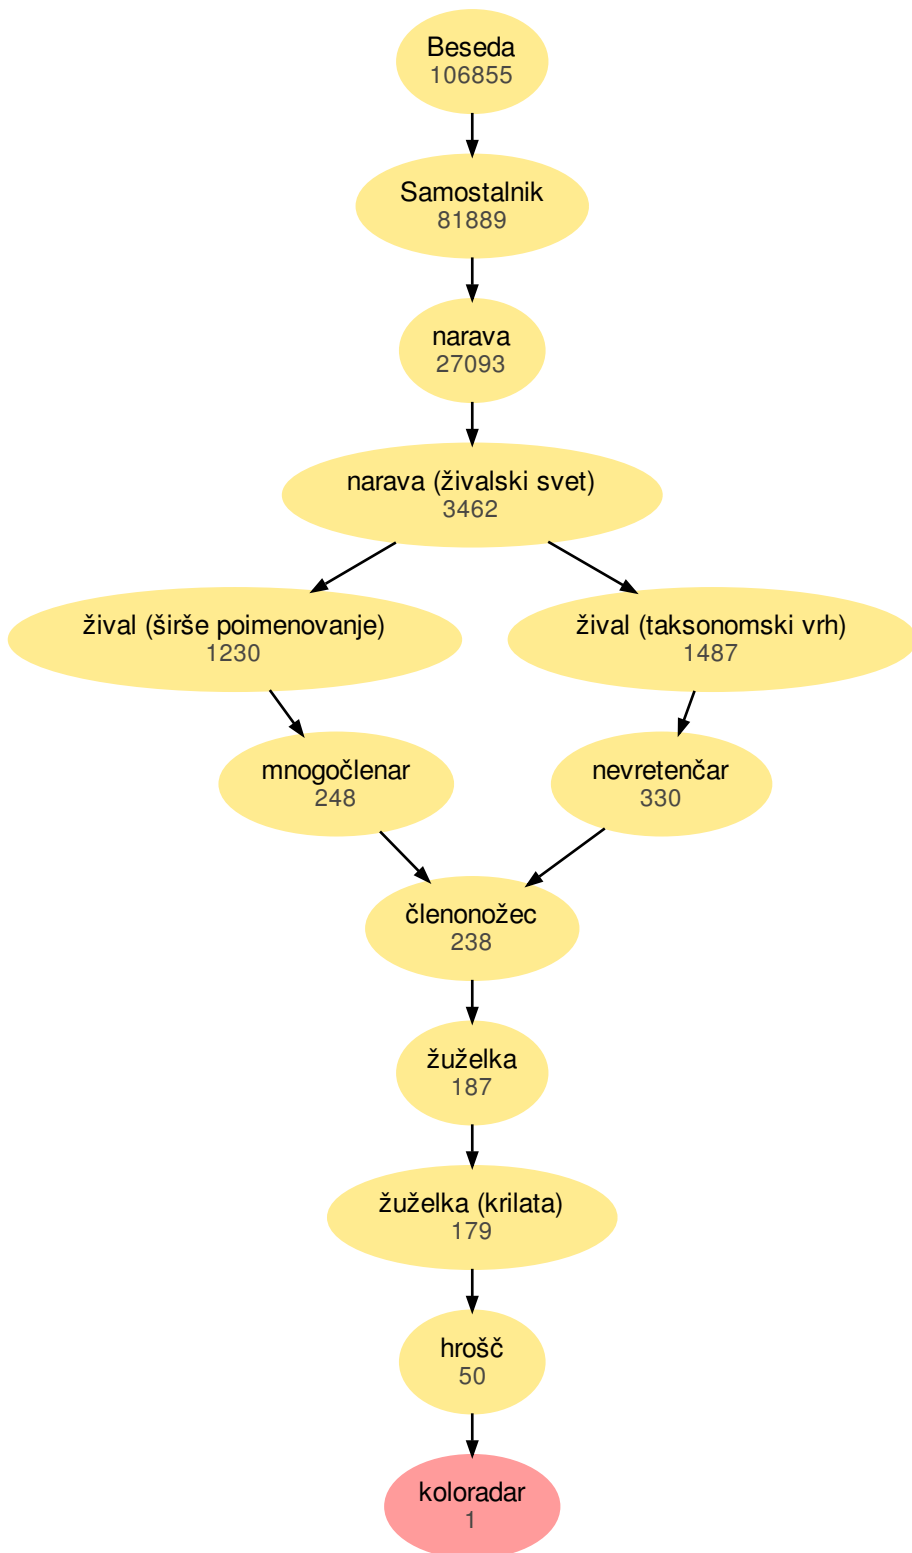 Beseda
106855
Samostalnik
81889
narava
27093
narava (živalski svet)
3462
žival (širše poimenovanje)
1230
žival (taksonomski vrh)
1487
mnogočlenar
248
nevretenčar
330
členonožec
238
žuželka
187
žuželka (krilata)
179
hrošč
50
koloradar
1